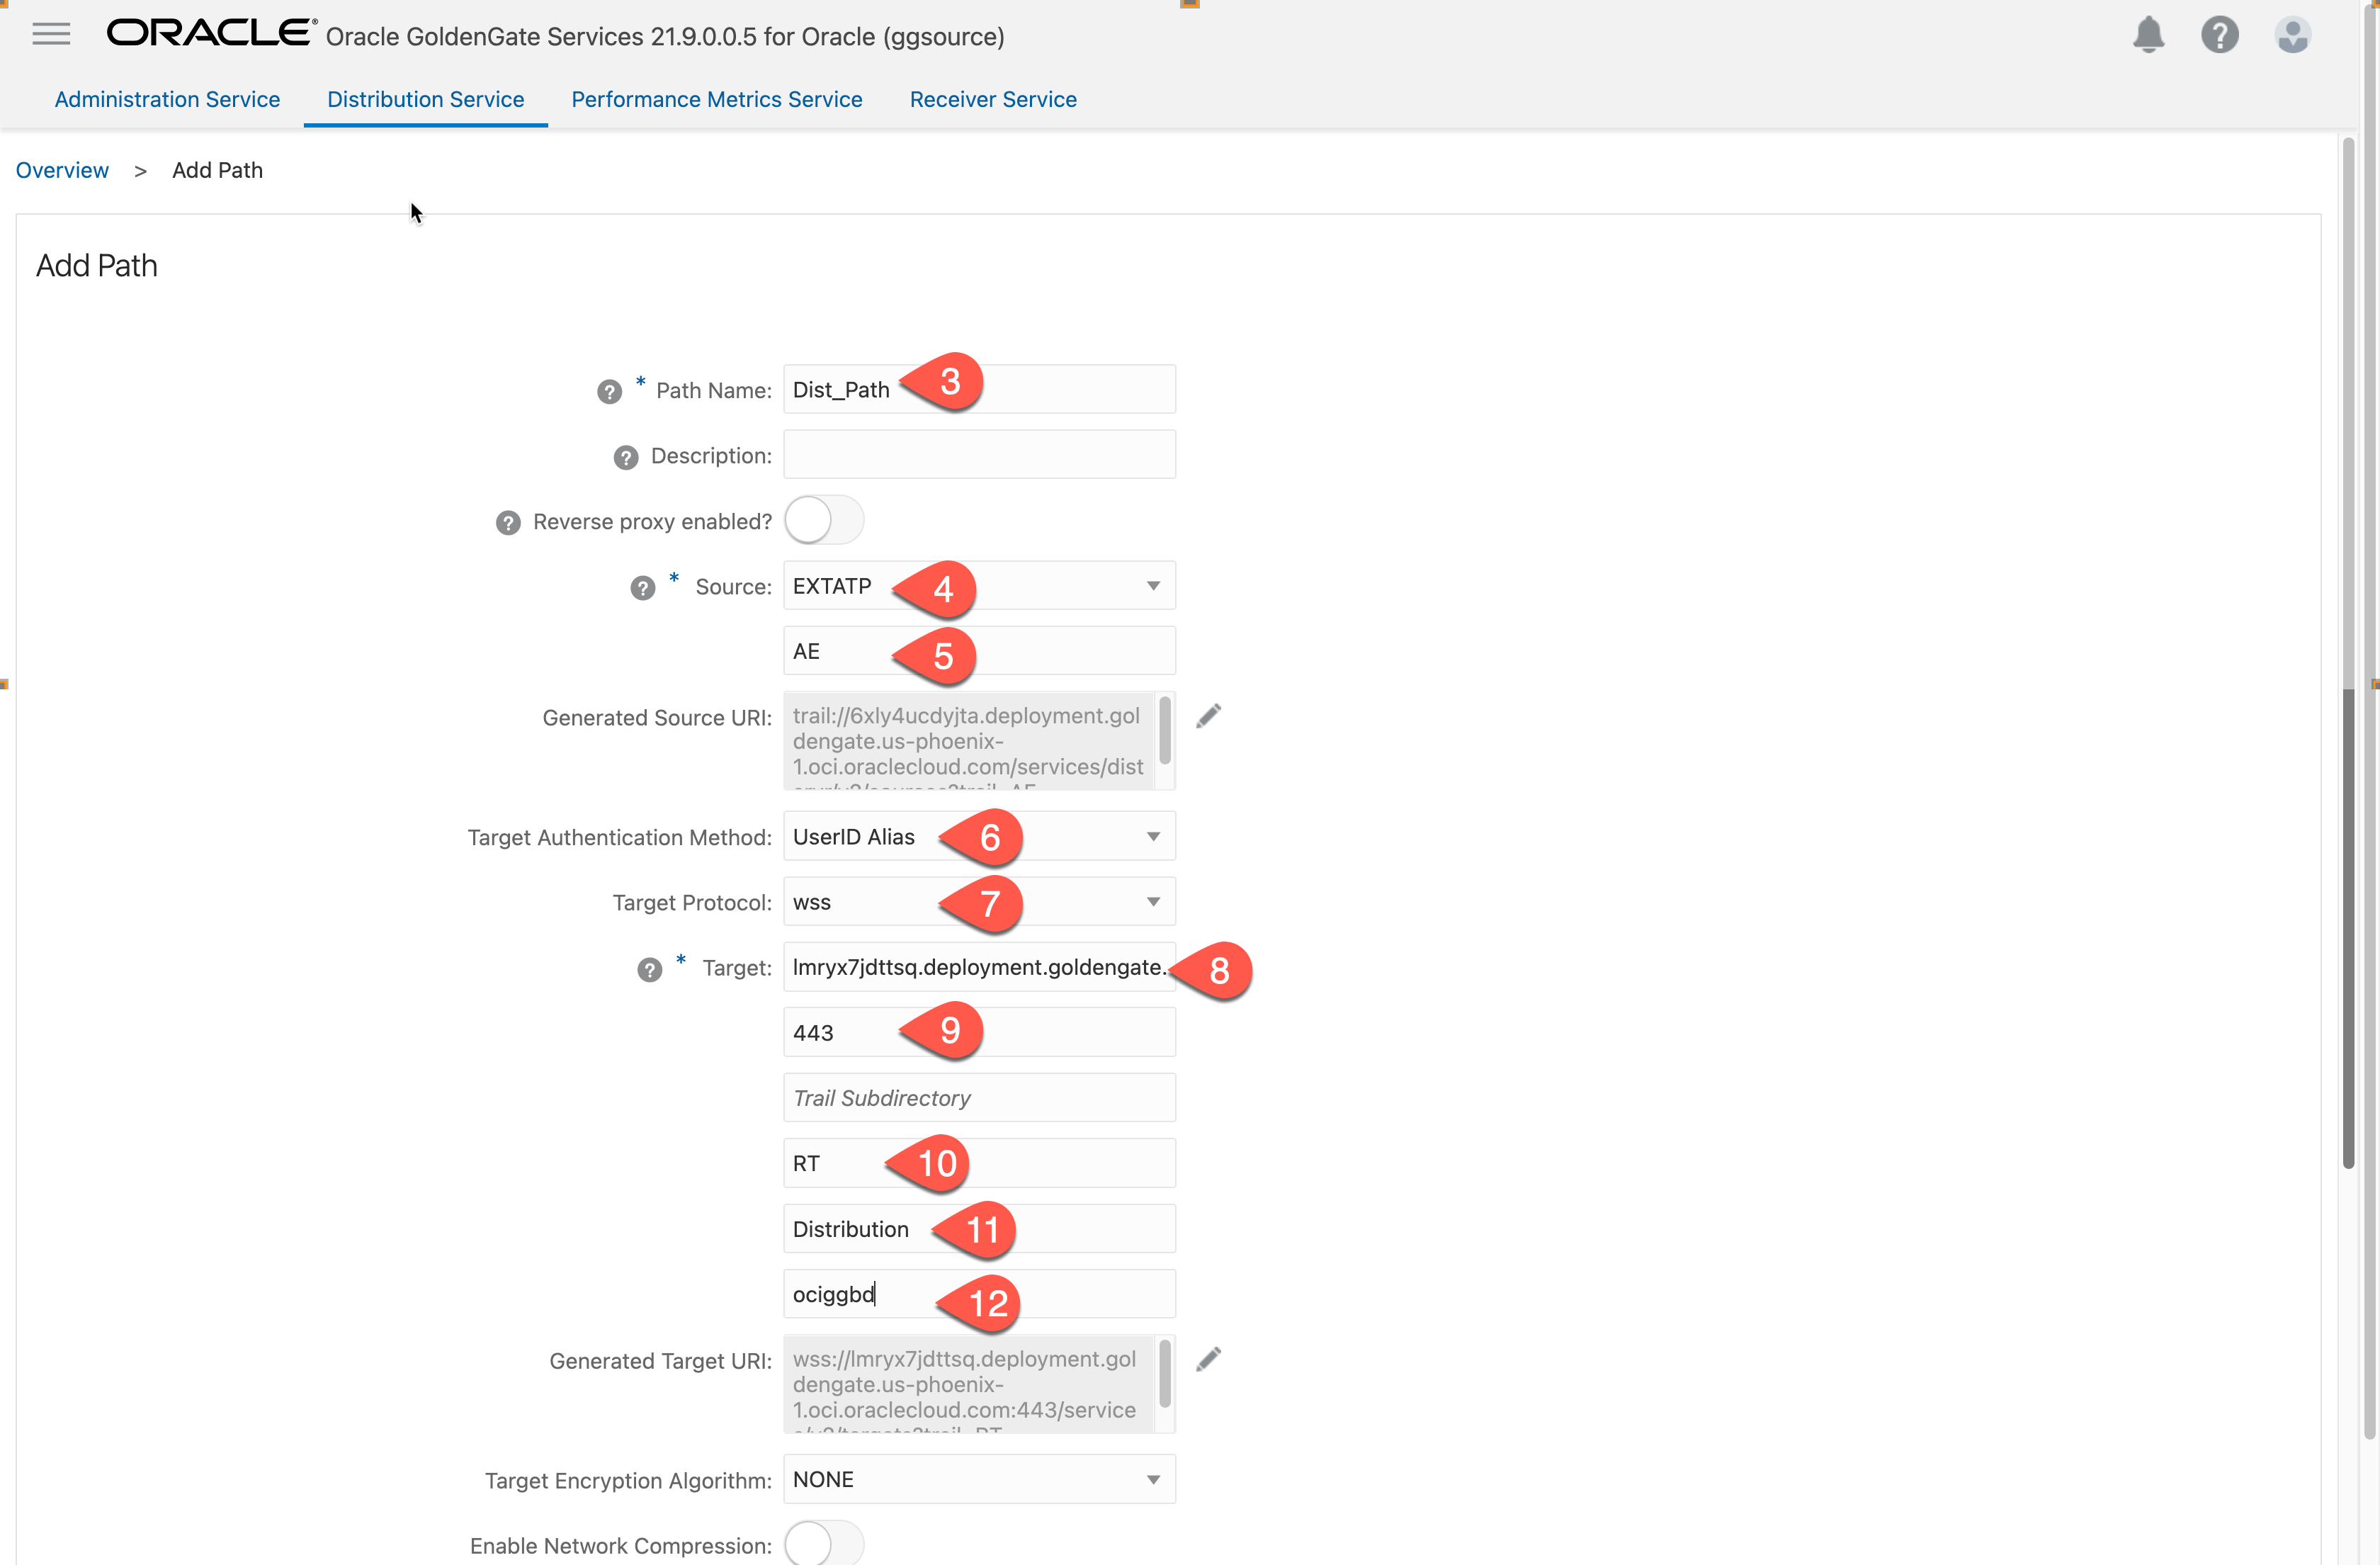 ORACLE® Oracle GoldenGate Services 21.9.0.0.5 for Oracle (ggsource)
Administration Service Distribution Service Performance Metrics Service Receiver Service
Overview > Add Path
Add Path
? * Path Name: Dist_Path 3
? Description:
? Reverse proxy enabled?
? * Source: EXTATP 4
AE 5
Generated Source URI: trail://6xly4ucdyjta.deployment.gol
dengate.us-phoenix-
1.oci.oraclecloud.com/services/dist
Target Authentication Method: UserID Alias 6
Target Protocol: wss 7
? * Target: lmryx7jdttsq.deployment.goldengate. 8
443 9
Trail Subdirectory
RT 10
Distribution 11
ociggbd 12
Generated Target URI: wss://lmryx7jdttsq.deployment.gol
dengate.us-phoenix-
1.oci.oraclecloud.com:443/service
Target Encryption Algorithm: NONE
Enable Network Compression: